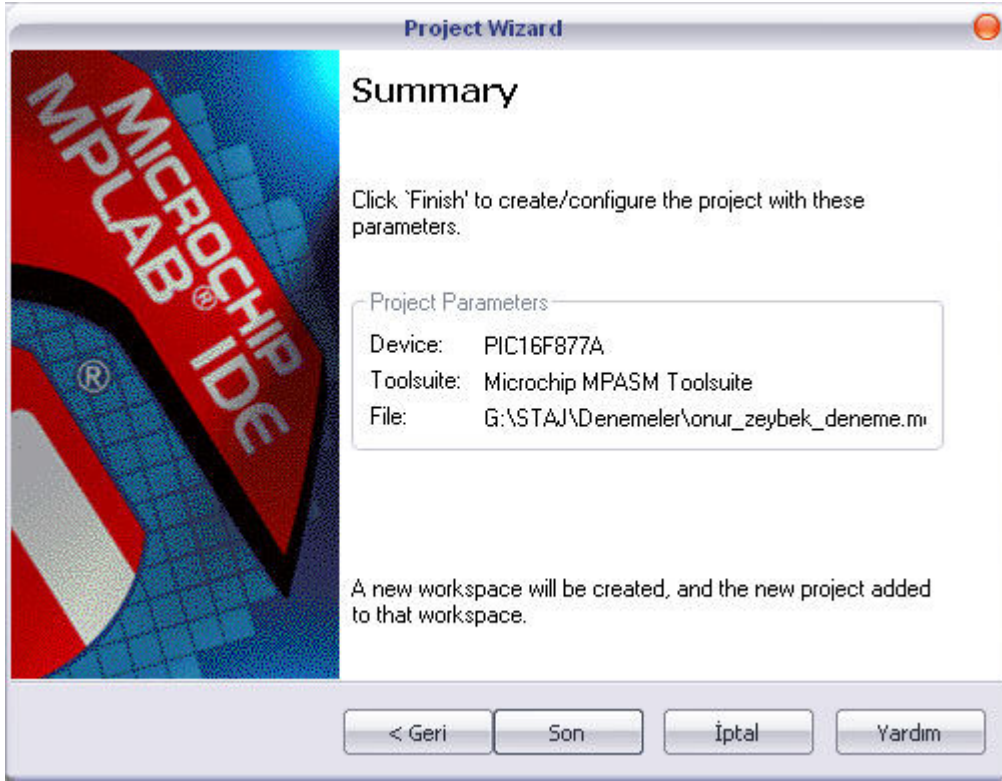 Project Wizard
MICROCHIP
MPLAB® IDE
®
Summary
Click `Finish' to create/configure the project with these
parameters.
Project Parameters
Device: PIC16F877A
Toolsuite: Microchip MPASM Toolsuite
File: G:\STAJ\Denemeler\onur_zeybek_deneme.m
A new workspace will be created, and the new project added
to that workspace.
< Geri Son İptal Yardım